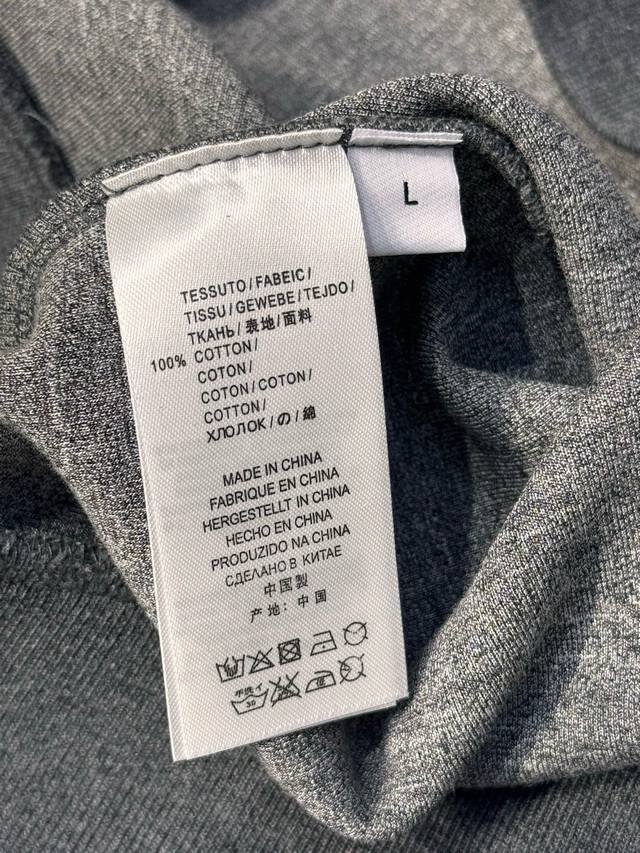 L
TESSUTO / FABEIC /
TISSU / GEWEBE / TEJDO /
ТКАНЬ / 表地 / 面料
100% COTTON /
COTON /
COTON / COTON /
COTTON /
ХЛОЛОК / の / 綿
MADE IN CHINA
FABRIQUE EN CHINA
HERGESTELLT IN CHINA
HECHO EN CHINA
PRODUZIDO NA CHINA
СДЕЛАНО В КИТАЕ
中国製
产地：中国
30